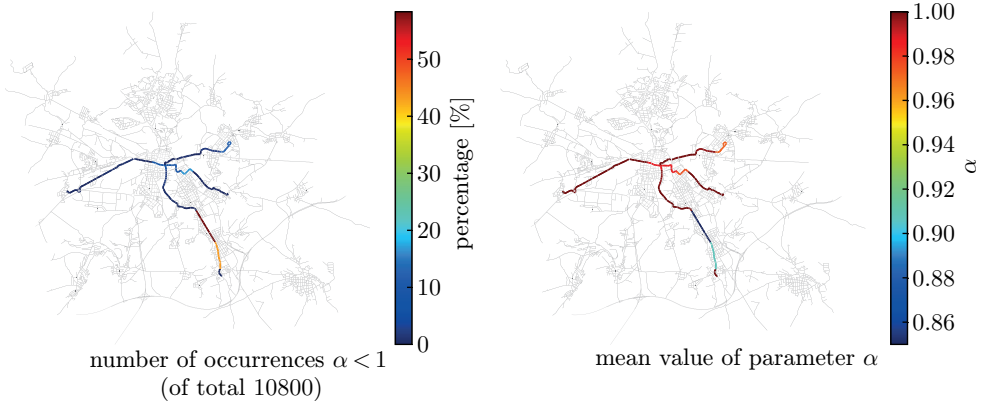 50
40
30
20
10
0
percentage [%]
number of occurrences α < 1
(of total 10800)
1.00
0.98
0.96
0.94
0.92
0.90
0.88
0.86
α
mean value of parameter α